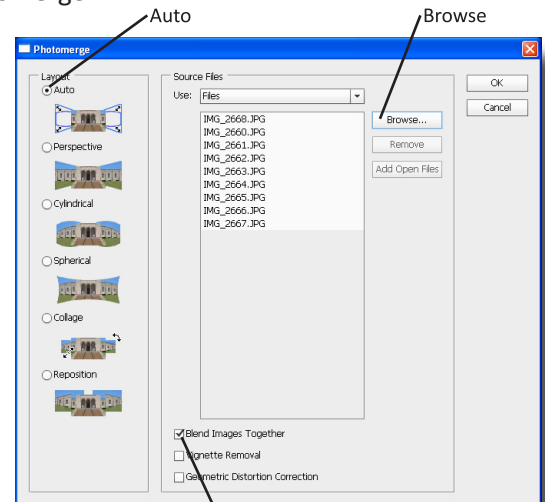 Auto
Browse
Photomerge
Layout
Auto
Perspective
Cylindrical
Spherical
Collage
Reposition
Source Files
Use: Files
IMG_2668.JPG
IMG_2660.JPG
IMG_2661.JPG
IMG_2662.JPG
IMG_2663.JPG
IMG_2664.JPG
IMG_2665.JPG
IMG_2666.JPG
IMG_2667.JPG
Blend Images Together
Vignette Removal
Geometric Distortion Correction
Browse...
Remove
Add Open Files
OK
Cancel